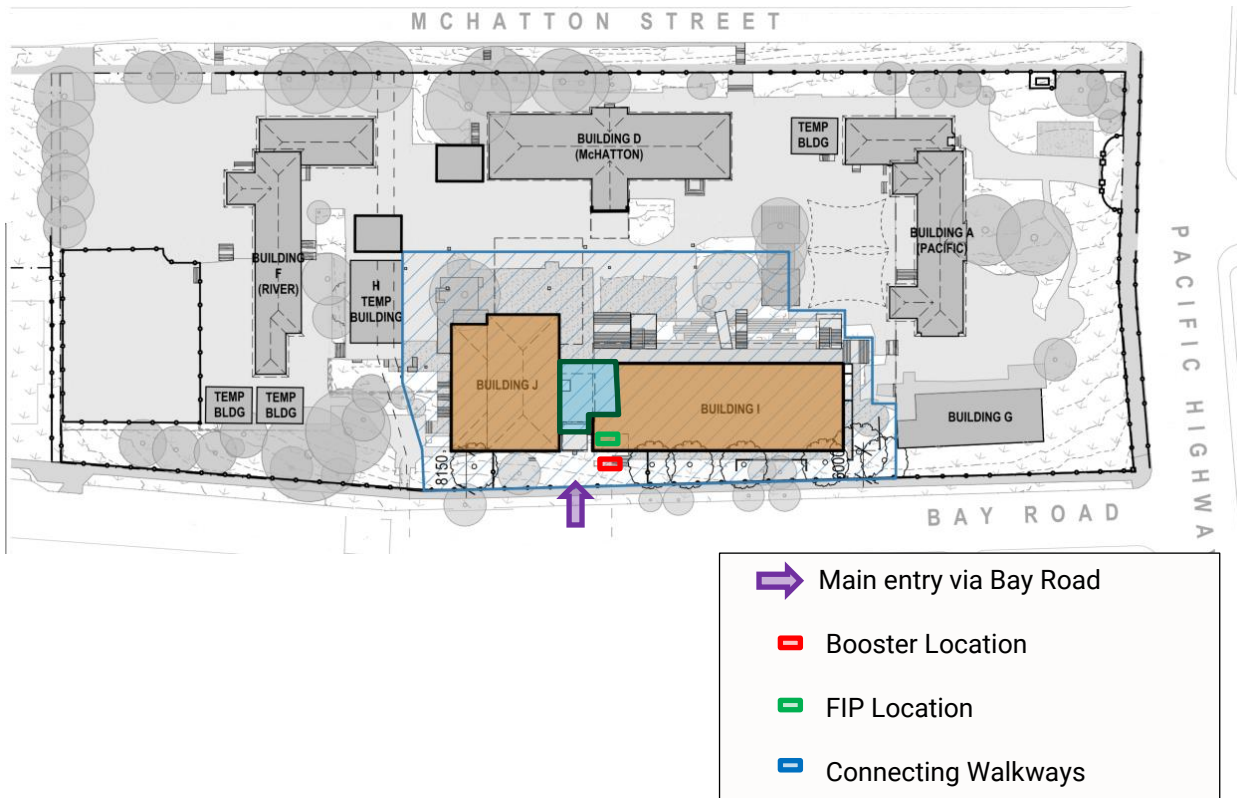 MCHATTON STREET
BUILDING D
(McHATTON)
TEMP
BLDG
BUILDING A
(PACIFIC)
BUILDING
F
(RIVER)
H
TEMP
BUILDING
PACIFIC HIGHWAY
BUILDING J
BUILDING I
TEMP
BLDG
TEMP
BLDG
BUILDING G
8150
6000
BAY ROAD
Main entry via Bay Road
Booster Location
FIP Location
Connecting Walkways